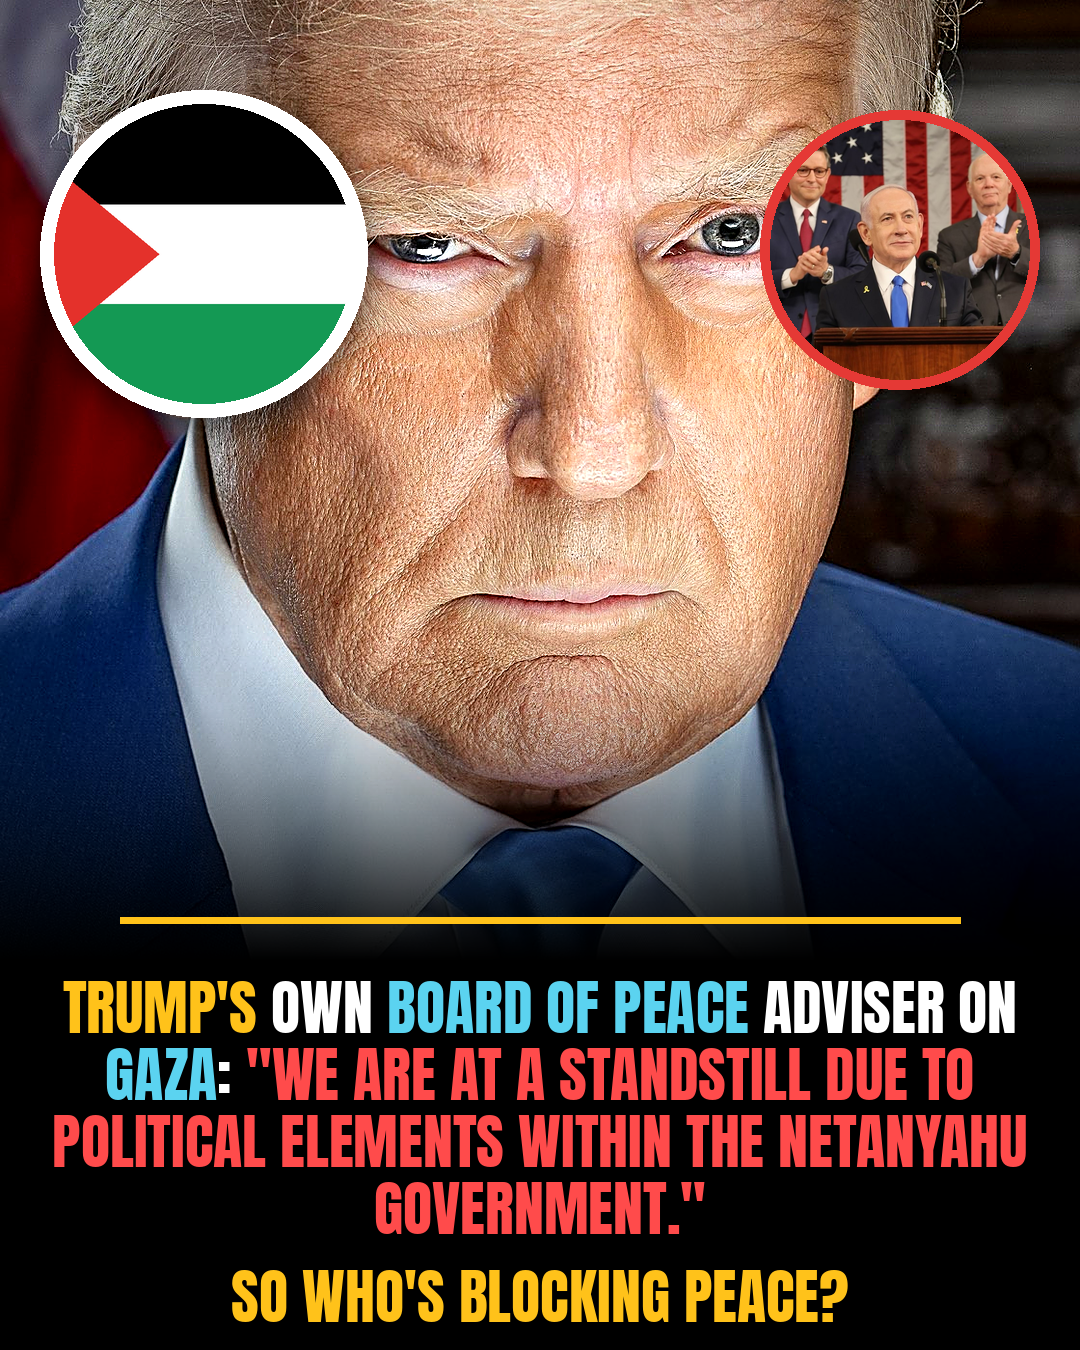 TRUMP'S OWN BOARD OF PEACE ADVISER ON
GAZA: "WE ARE AT A STANDSTILL DUE TO
POLITICAL ELEMENTS WITHIN THE NETANYAHU
GOVERNMENT."
SO WHO'S BLOCKING PEACE?